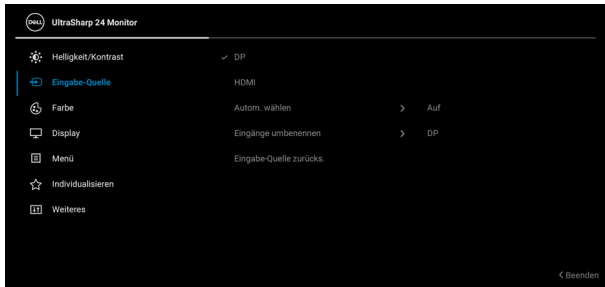 DELL UltraSharp 24 Monitor
Helligkeit/Kontrast
Eingabe-Quelle
Farbe
Display
Menü
Individualisieren
Weiteres
DP
HDMI
Autom. wählen > Auf
Eingänge umbenennen > DP
Eingabe-Quelle zurücks.
< Beenden